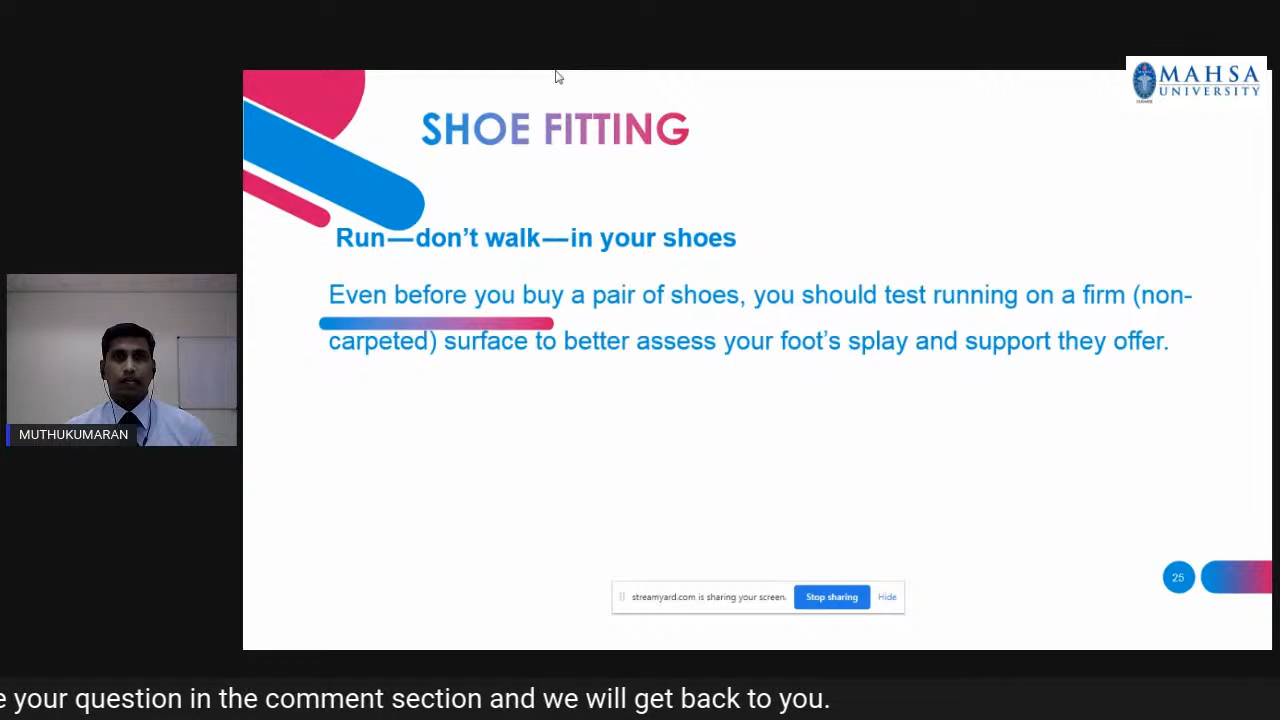 MAHSA
UNIVERSITY
SHOE FITTING
Run—don't walk—in your shoes
Even before you buy a pair of shoes, you should test running on a firm (non-
carpeted) surface to better assess your foot's splay and support they offer.
MUTHUKUMARAN
25
streamyard.com is sharing your screen.
Stop sharing
Hide
your question in the comment section and we will get back to you.